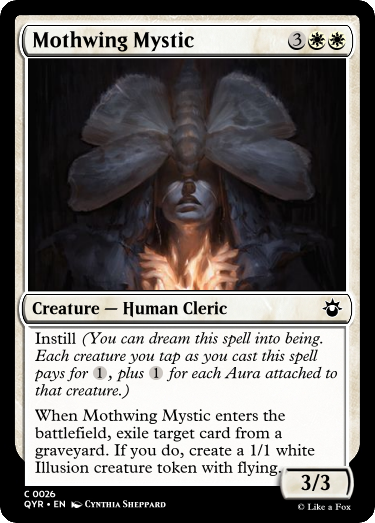 Mothwing Mystic 3
Creature — Human Cleric
Instill (You can dream this spell into being.
Each creature you tap as you cast this spell
pays for 1, plus 1 for each Aura attached to
that creature.)
When Mothwing Mystic enters the
battlefield, exile target card from a
graveyard. If you do, create a 1/1 white
Illusion creature token with flying.
3/3
C 0026
QYR • EN Cynthia Sheppard
© Like a Fox